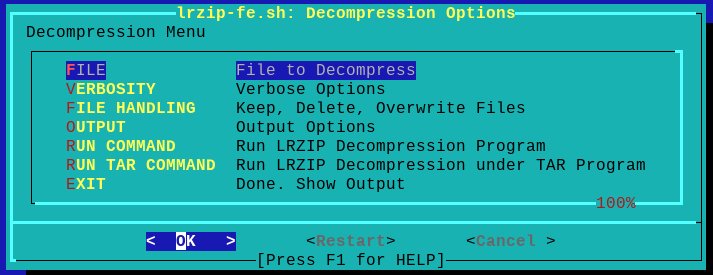 lrzip-fe.sh: Decompression Options
Decompression Menu
FILE File to Decompress
VERBOSITY Verbose Options
FILE HANDLING Keep, Delete, Overwrite Files
OUTPUT Output Options
RUN COMMAND Run LRZIP Decompression Program
RUN TAR COMMAND Run LRZIP Decompression under TAR Program
EXIT Done. Show Output
100%
< OK > <Restart> <Cancel >
[Press F1 for HELP]